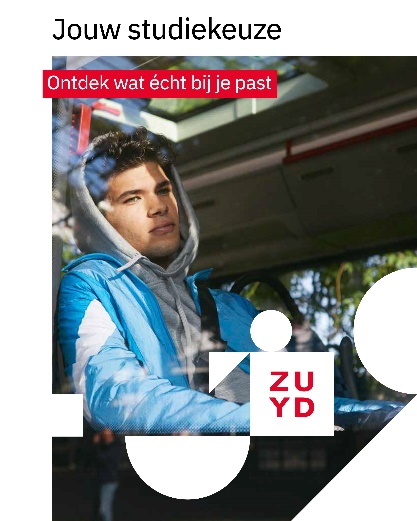 Jouw studiekeuze
Ontdek wat écht bij je past
ZU
YD